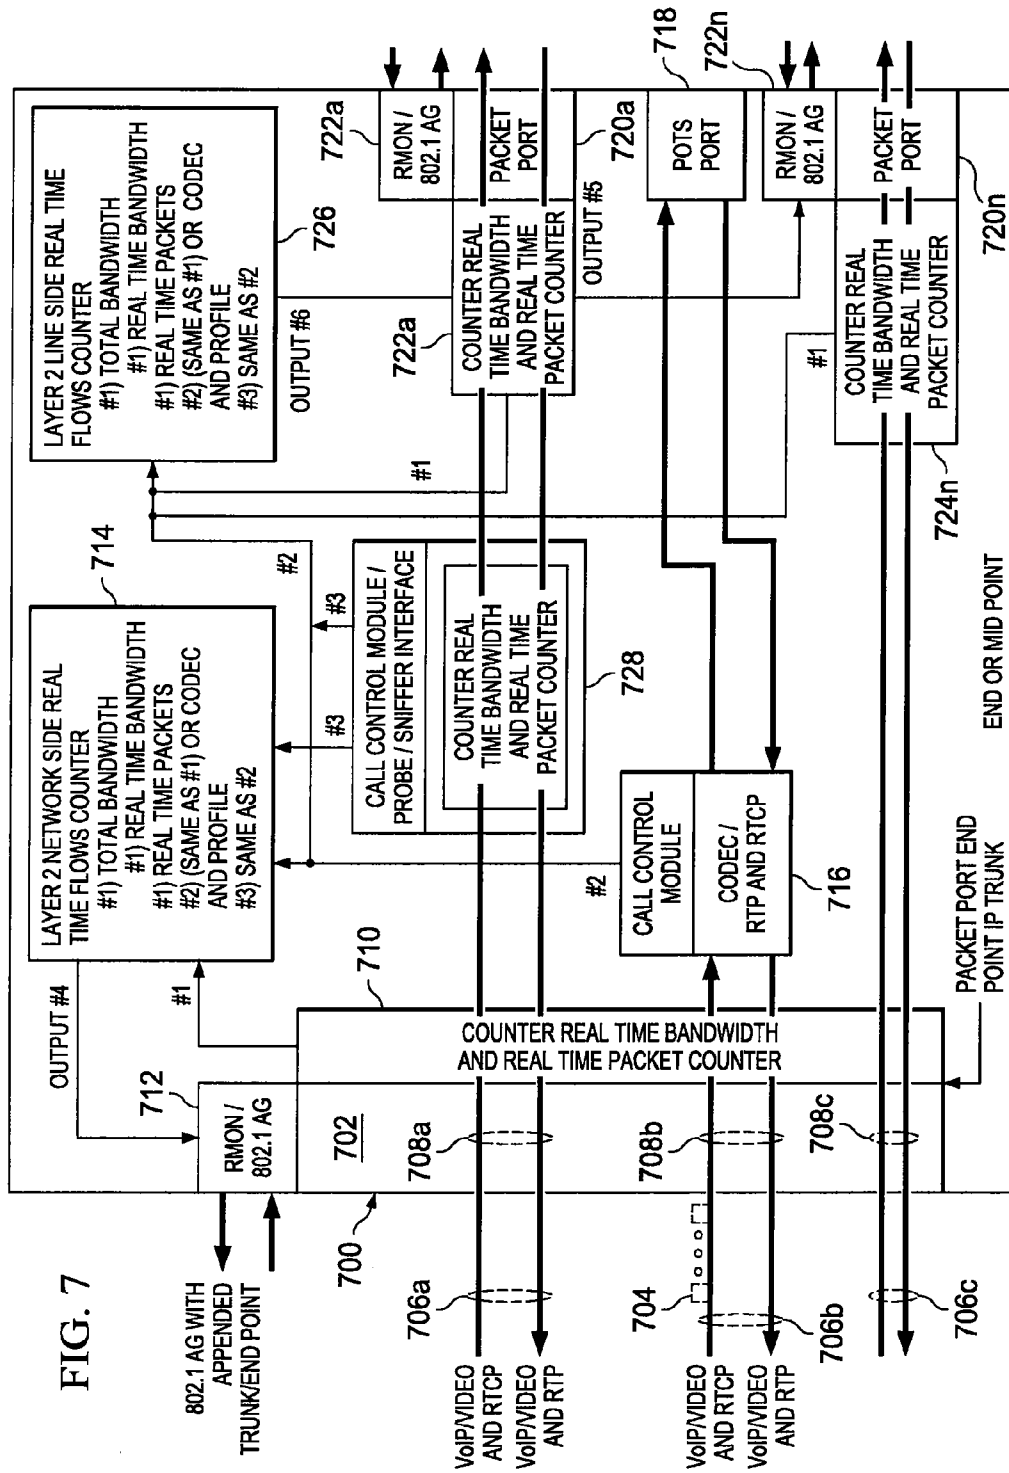 FIG. 7
802.1 AG WITH
APPENDED
TRUNK/END POINT
OUTPUT #4
712
RMON /
802.1 AG
#1
LAYER 2 NETWORK SIDE REAL
TIME FLOWS COUNTER
#1) TOTAL BANDWIDTH
#1) REAL TIME BANDWIDTH
#1) REAL TIME PACKETS
#2) (SAME AS #1) OR CODEC
AND PROFILE
#3) SAME AS #2
714
LAYER 2 LINE SIDE REAL TIME
FLOWS COUNTER
#1) TOTAL BANDWIDTH
#1) REAL TIME BANDWIDTH
#1) REAL TIME PACKETS
#2) (SAME AS #1) OR CODEC
AND PROFILE
#3) SAME AS #2
726
OUTPUT #6
#2
#1
#3
#3
700
702
710
COUNTER REAL TIME BANDWIDTH
AND REAL TIME PACKET COUNTER
CALL CONTROL MODULE /
PROBE / SNIFFER INTERFACE
COUNTER REAL
TIME BANDWIDTH
AND REAL TIME
PACKET COUNTER
728
722a
COUNTER REAL
TIME BANDWIDTH
AND REAL TIME
PACKET COUNTER
722a
RMON /
802.1 AG
PACKET
PORT
720a
OUTPUT #5
VoIP/VIDEO
AND RTCP
VoIP/VIDEO
AND RTP
706a
708a
#2
CALL CONTROL
MODULE
CODEC /
RTP AND RTCP
716
POTS
PORT
718
VoIP/VIDEO
AND RTCP
VoIP/VIDEO
AND RTP
704
706b
708b
722n
RMON /
802.1 AG
PACKET
PORT
720n
#1
COUNTER REAL
TIME BANDWIDTH
AND REAL TIME
PACKET COUNTER
724n
706c
708c
PACKET PORT END
POINT IP TRUNK
END OR MID POINT